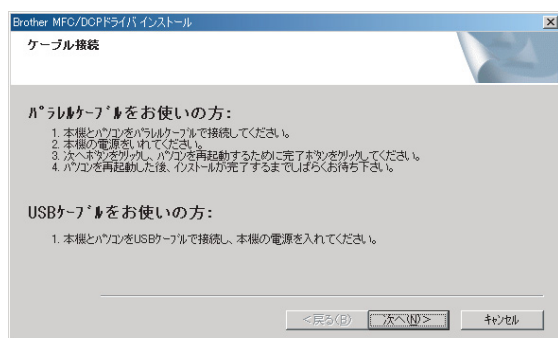 Brother MFC/DCPドライバ インストール
ケーブル接続
パラレルケーブルをお使いの方:
1. 本機とパソコンをパラレルケーブルで接続してください。
2. 本機の電源をいれてください。
3. 次へボタンをクリックし、パソコンを再起動するために完了ボタンをクリックしてください。
4. パソコンを再起動した後、インストールが完了するまでしばらくお待ち下さい。
USBケーブルをお使いの方:
1. 本機とパソコンをUSBケーブルで接続し、本機の電源を入れてください。
<戻る(B) 次へ(N)> キャンセル